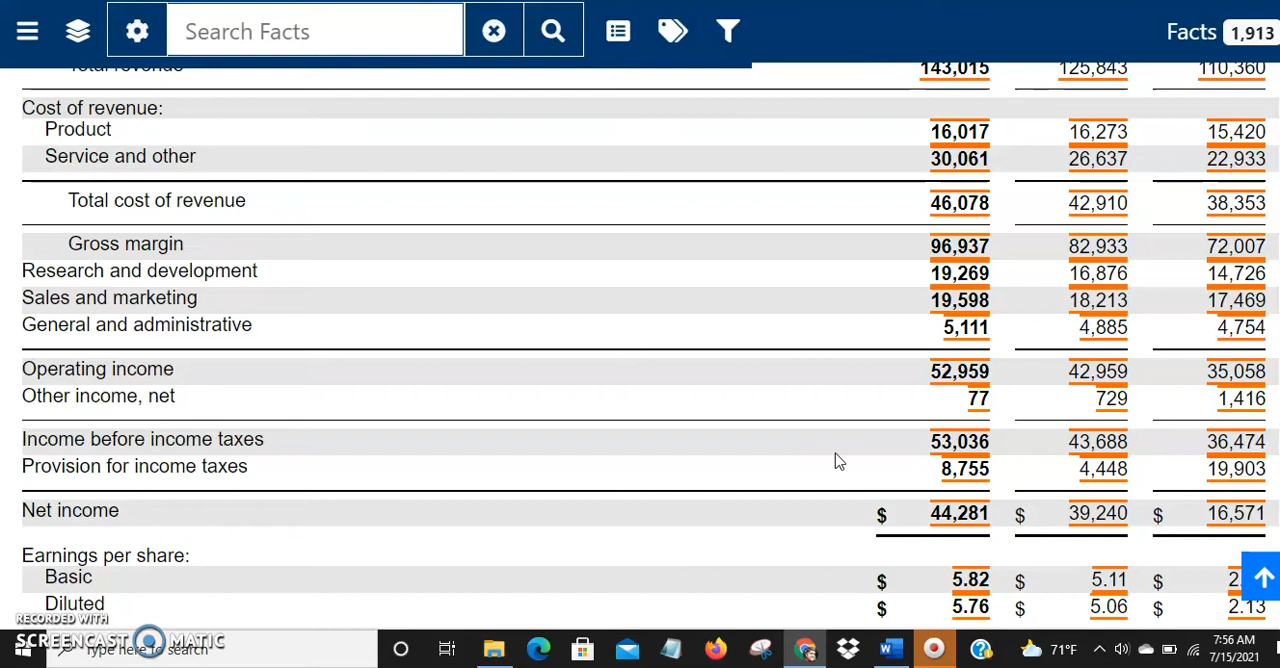 Search Facts
Facts 1,913
Total revenue 143,015 125,843 110,360
Cost of revenue:
Product 16,017 16,273 15,420
Service and other 30,061 26,637 22,933
Total cost of revenue 46,078 42,910 38,353
Gross margin 96,937 82,933 72,007
Research and development 19,269 16,876 14,726
Sales and marketing 19,598 18,213 17,469
General and administrative 5,111 4,885 4,754
Operating income 52,959 42,959 35,058
Other income, net 77 729 1,416
Income before income taxes 53,036 43,688 36,474
Provision for income taxes 8,755 4,448 19,903
Net income $ 44,281 $ 39,240 $ 16,571
Earnings per share:
Basic $ 5.82 $ 5.11 $ 2.
Diluted $ 5.76 $ 5.06 $ 2.13
RECORDED WITH
SCREENCAST MATIC
Type here to search
71°F
7:56 AM
7/15/2021